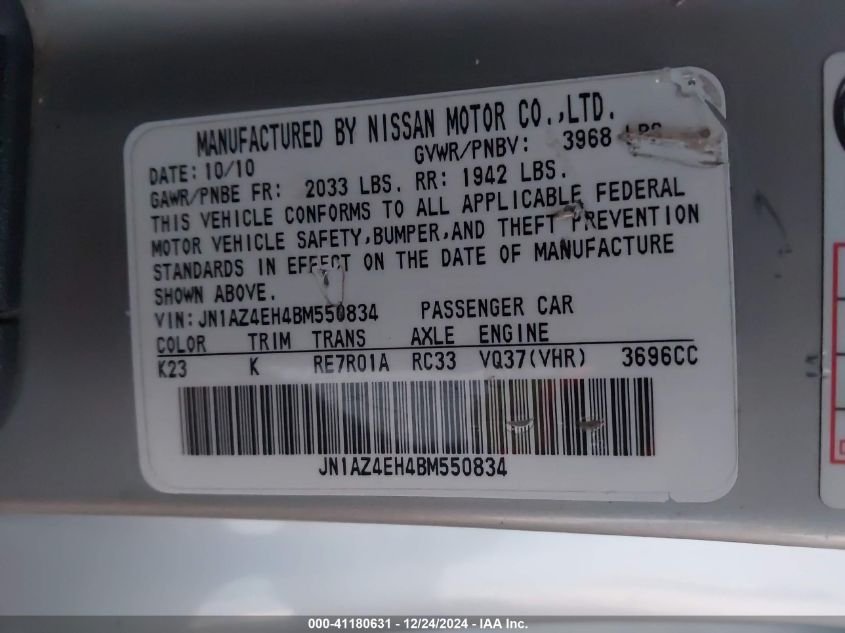 MANUFACTURED BY NISSAN MOTOR CO.,LTD.
DATE: 10/10 GVWR/PNBV: 3968 LBS
GAWR/PNBE FR: 2033 LBS. RR: 1942 LBS.
THIS VEHICLE CONFORMS TO ALL APPLICABLE FEDERAL
MOTOR VEHICLE SAFETY,BUMPER,AND THEFT PREVENTION
STANDARDS IN EFFECT ON THE DATE OF MANUFACTURE
SHOWN ABOVE.
VIN: JN1AZ4EH4BM550834 PASSENGER CAR
COLOR TRIM TRANS AXLE ENGINE
K23 K RE7R01A RC33 VQ37(VHR) 3696CC
JN1AZ4EH4BM550834
000-41180631 - 12/24/2024 - IAA Inc.